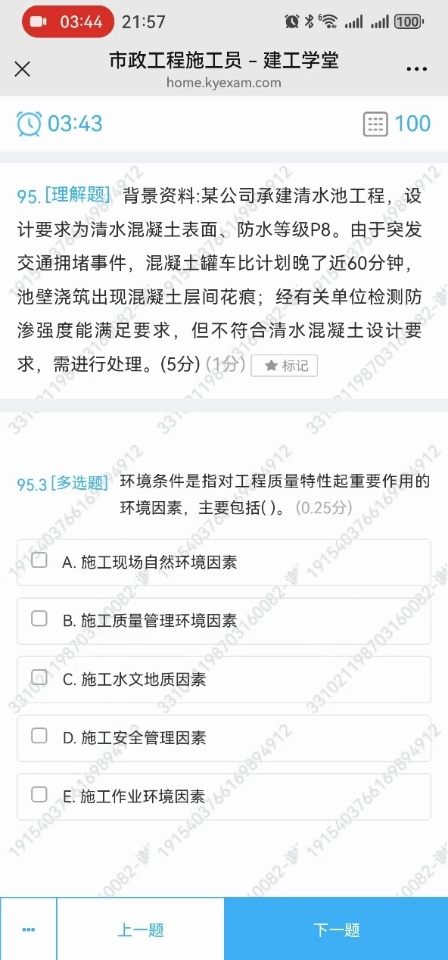 03:44 21:57 6 100
市政工程施工员 – 建工学堂
home.kyexam.com
03:43 100
95. [理解题] 背景资料:某公司承建清水池工程，设
计要求为清水混凝土表面、防水等级P8。由于突发
交通拥堵事件，混凝土罐车比计划晚了近60分钟，
池壁浇筑出现混凝土层间花痕；经有关单位检测防
渗强度能满足要求，但不符合清水混凝土设计要
求，需进行处理。(5分) (1分) ★ 标记
95.3 [多选题] 环境条件是指对工程质量特性起重要作用的
环境因素，主要包括( )。 (0.25分)
A. 施工现场自然环境因素
B. 施工质量管理环境因素
C. 施工水文地质因素
D. 施工安全管理因素
E. 施工作业环境因素
上一题 下一题